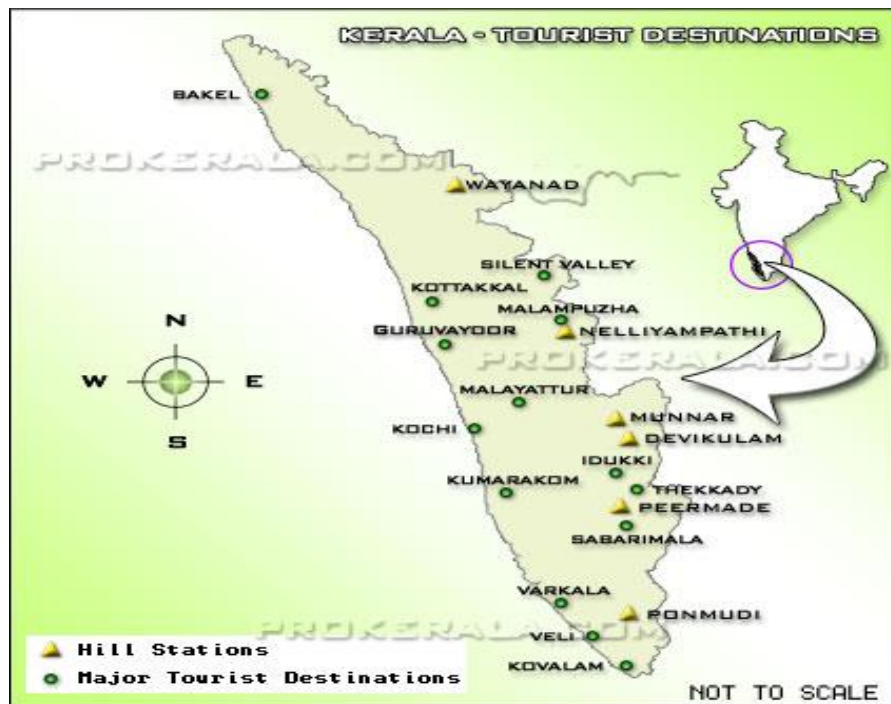 KERALA - TOURIST DESTINATIONS
BAKEL
PROKERALA.COM
WAYANAD
SILENT VALLEY
KOTTAKKAL
MALAMPUZHA
GURUVAYOOR
NELLIYAMPATHI
PROKERALA.COM
N
W E
S
MALAYATTUR
MUNNAR
KOCHI
DEVIKULAM
IDUKKI
KUMARAKOM
THEKKADY
PEERMADE
SABARIMALA
VARKALA
PONMUDI
PROKERALA.COM
VELI
KOVALAM
Hill Stations
Major Tourist Destinations
NOT TO SCALE